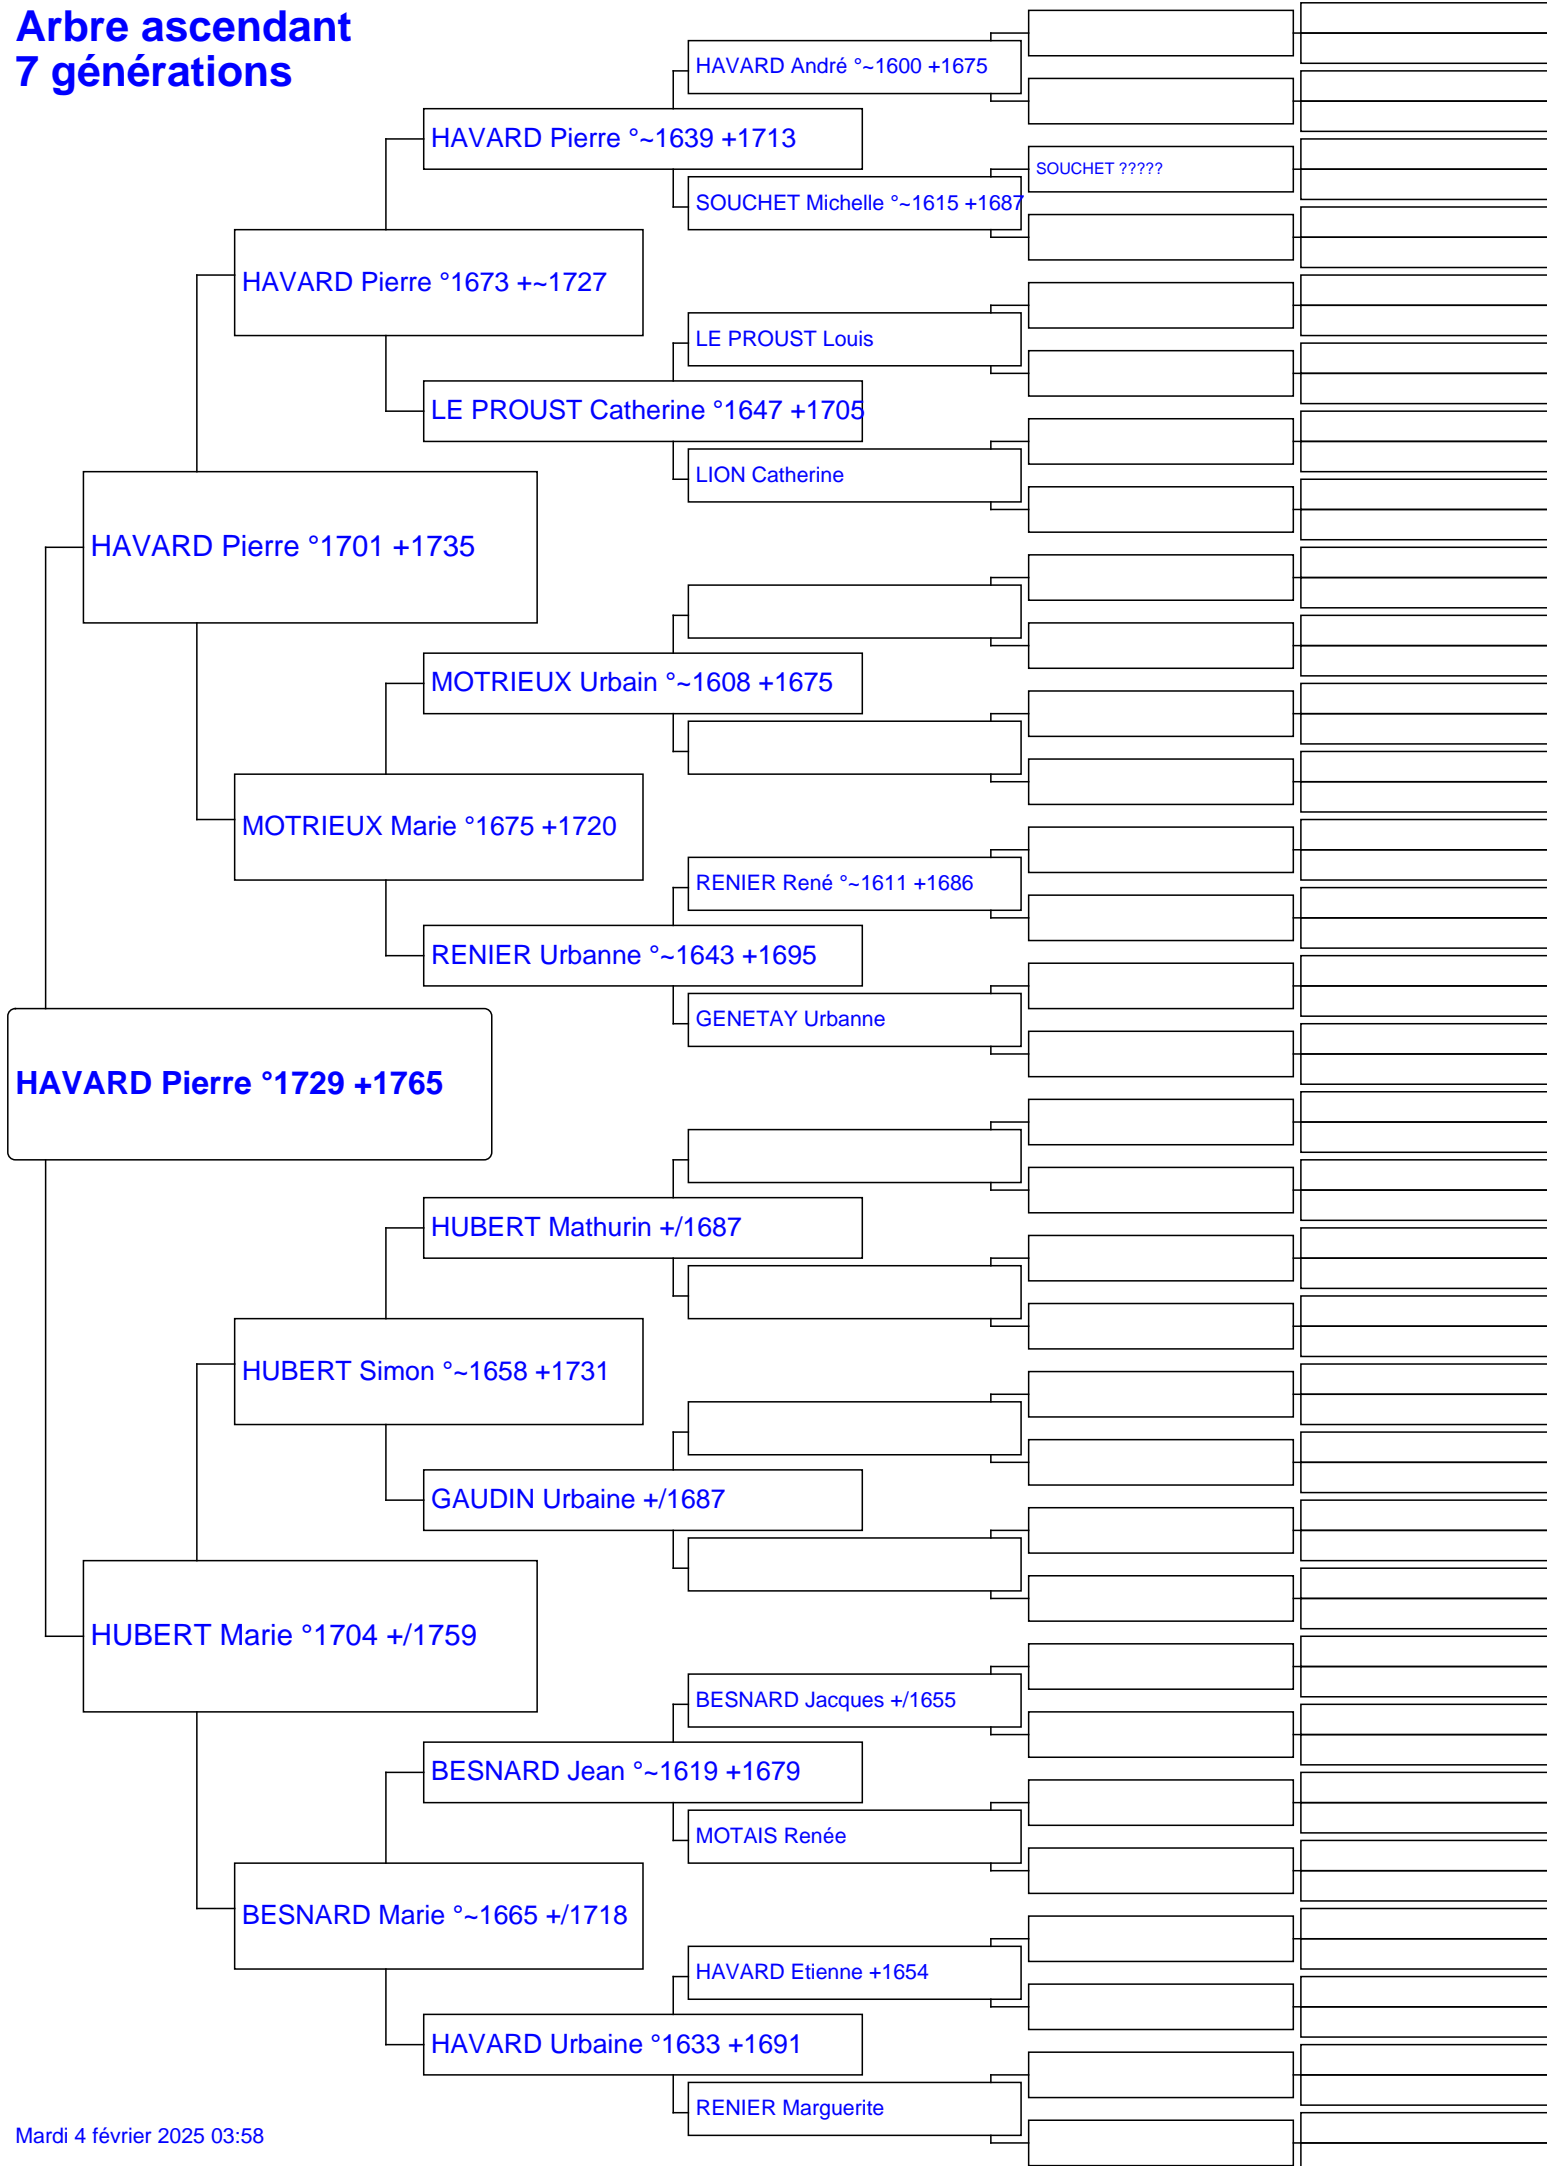 Arbre ascendant
7 générations
HAVARD André °~1600 +1675
HAVARD Pierre °~1639 +1713
SOUCHET ?????
SOUCHET Michelle °~1615 +1687
HAVARD Pierre °1673 +~1727
LE PROUST Louis
LE PROUST Catherine °1647 +1705
LION Catherine
HAVARD Pierre °1701 +1735
MOTRIEUX Urbain °~1608 +1675
MOTRIEUX Marie °1675 +1720
RENIER René °~1611 +1686
RENIER Urbanne °~1643 +1695
GENETAY Urbanne
HAVARD Pierre °1729 +1765
HUBERT Mathurin +/1687
HUBERT Simon °~1658 +1731
GAUDIN Urbaine +/1687
HUBERT Marie °1704 +/1759
BESNARD Jacques +/1655
BESNARD Jean °~1619 +1679
MOTAIS Renée
BESNARD Marie °~1665 +/1718
HAVARD Etienne +1654
HAVARD Urbaine °1633 +1691
RENIER Marguerite
Mardi 4 février 2025 03:58